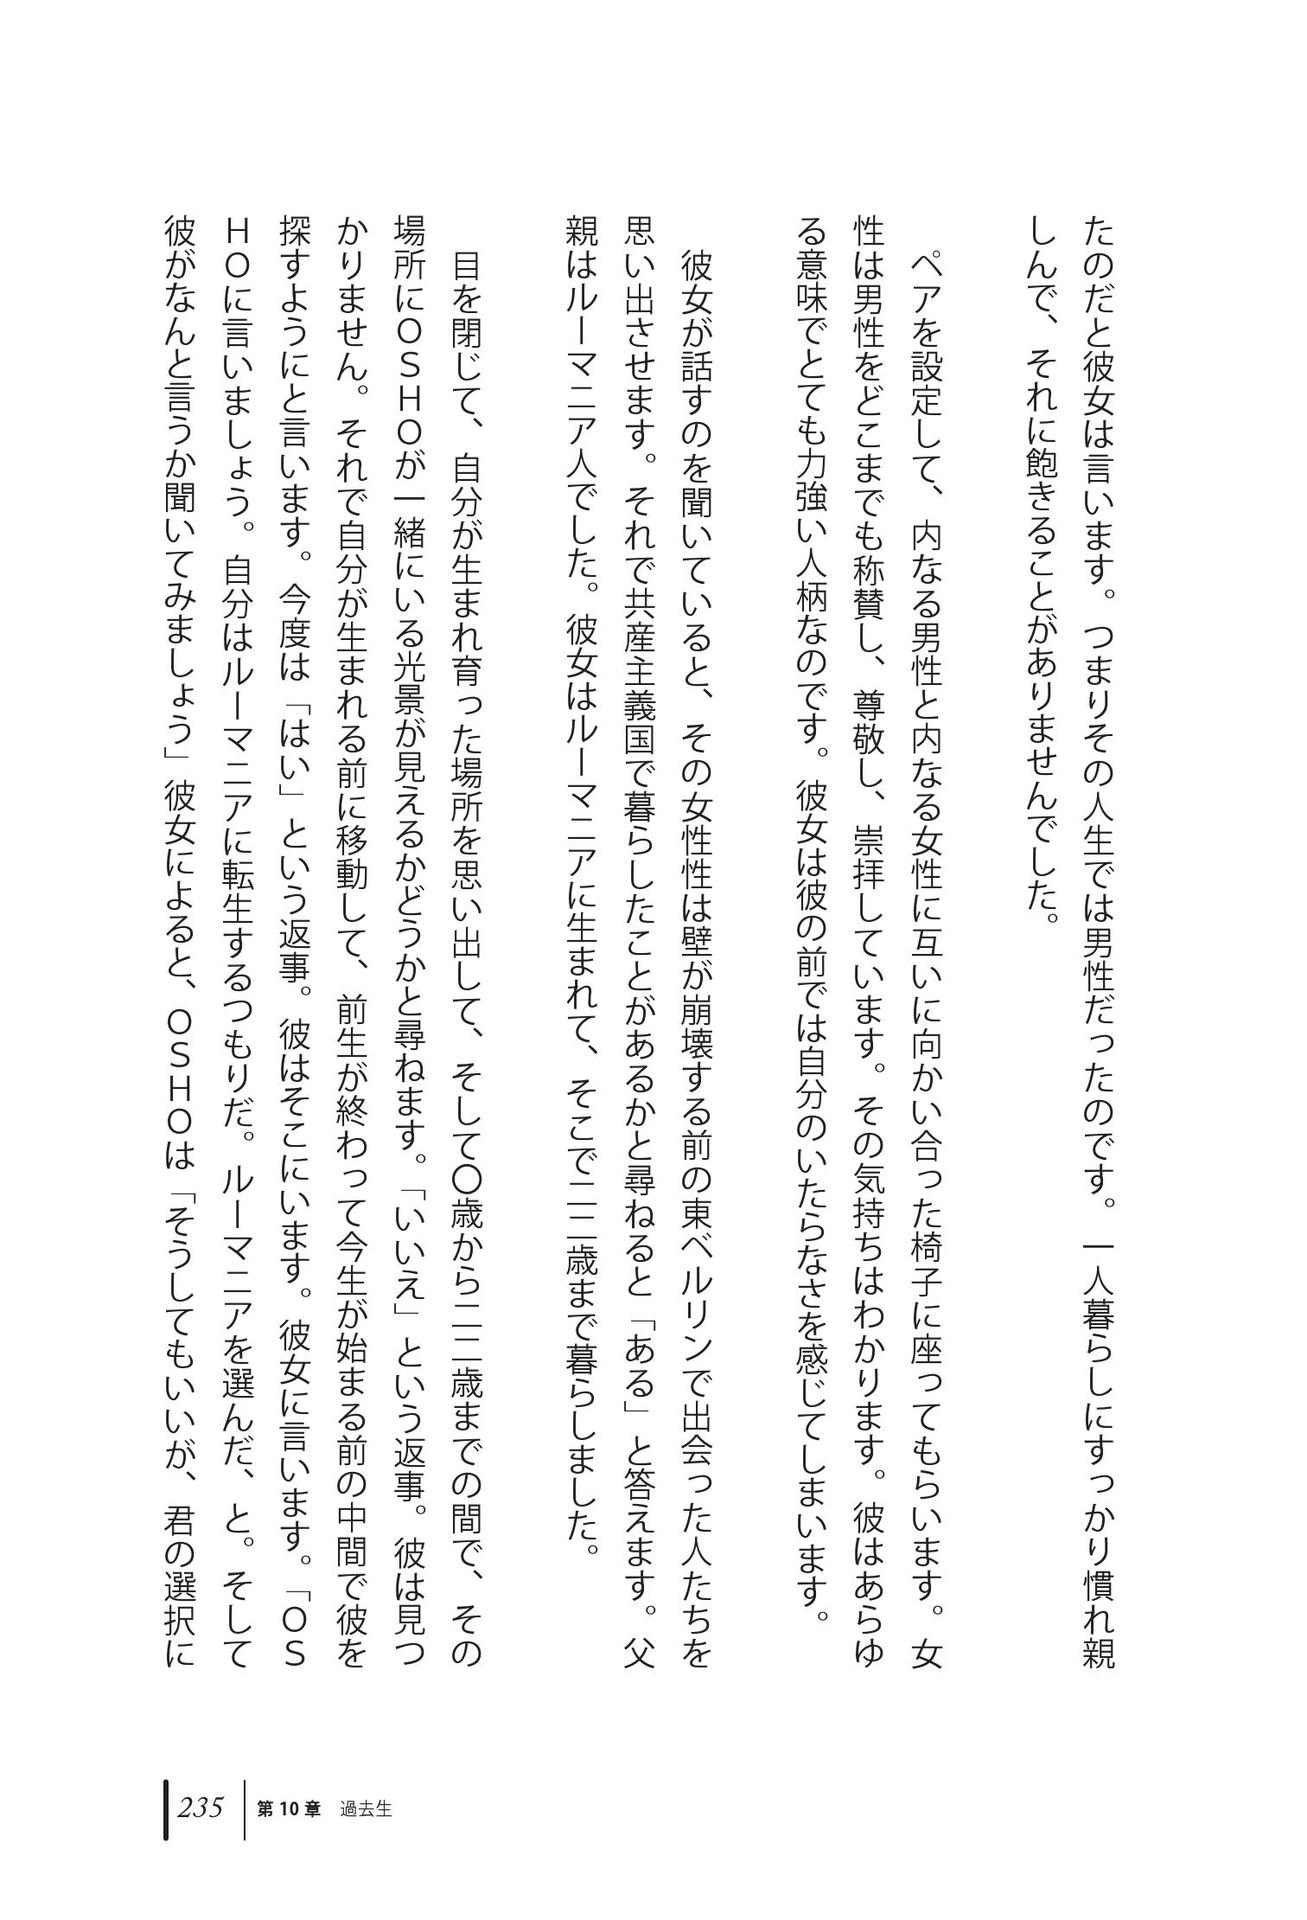 たのだと彼女は言います。つまりその人生では男性だったのです。一人暮らしにすっかり慣れ親
しんで、それに飽きることがありませんでした。
ペアを設定して、内なる男性と内なる女性に互いに向かい合った椅子に座ってもらいます。女
性は男性をどこまでも称賛し、尊敬し、崇拝しています。その気持ちはわかります。彼はあらゆ
る意味でとても力強い人柄なのです。彼女は彼の前では自分のいたらなさを感じてしまいます。
彼女が話すのを聞いていると、その女性性は壁が崩壊する前の東ベルリンで出会った人たちを
思い出させます。それで共産主義国で暮らしたことがあるかと尋ねると「ある」と答えます。父
親はルーマニア人でした。彼女はルーマニアに生まれて、そこで二二歳まで暮らしました。
目を閉じて、自分が生まれ育った場所を思い出して、そして〇歳から二二歳までの間で、その
場所にＯＳＨＯが一緒にいる光景が見えるかどうかと尋ねます。「いいえ」という返事。彼は見つ
かりません。それで自分が生まれる前に移動して、前生が終わって今生が始まる前の中間で彼を
探すようにと言います。今度は「はい」という返事。彼はそこにいます。彼女に言います。「ＯＳ
ＨＯに言いましょう。自分はルーマニアに転生するつもりだ。ルーマニアを選んだ、と。そして
彼がなんと言うか聞いてみましょう」彼女によると、ＯＳＨＯは「そうしてもいいが、君の選択に
235 第10章 過去生